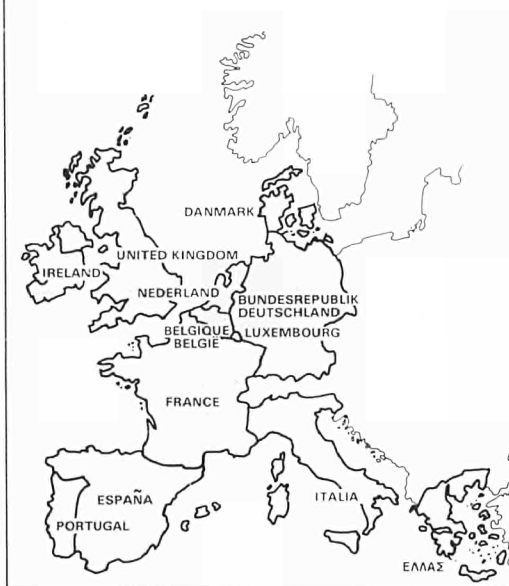 DANMARK
UNITED KINGDOM
IRELAND
NEDERLAND
BUNDESREPUBLIK
DEUTSCHLAND
BELGIQUE
BELGIË
LUXEMBOURG
FRANCE
ESPAÑA
PORTUGAL
ITALIA
ΕΛΛΑΣ